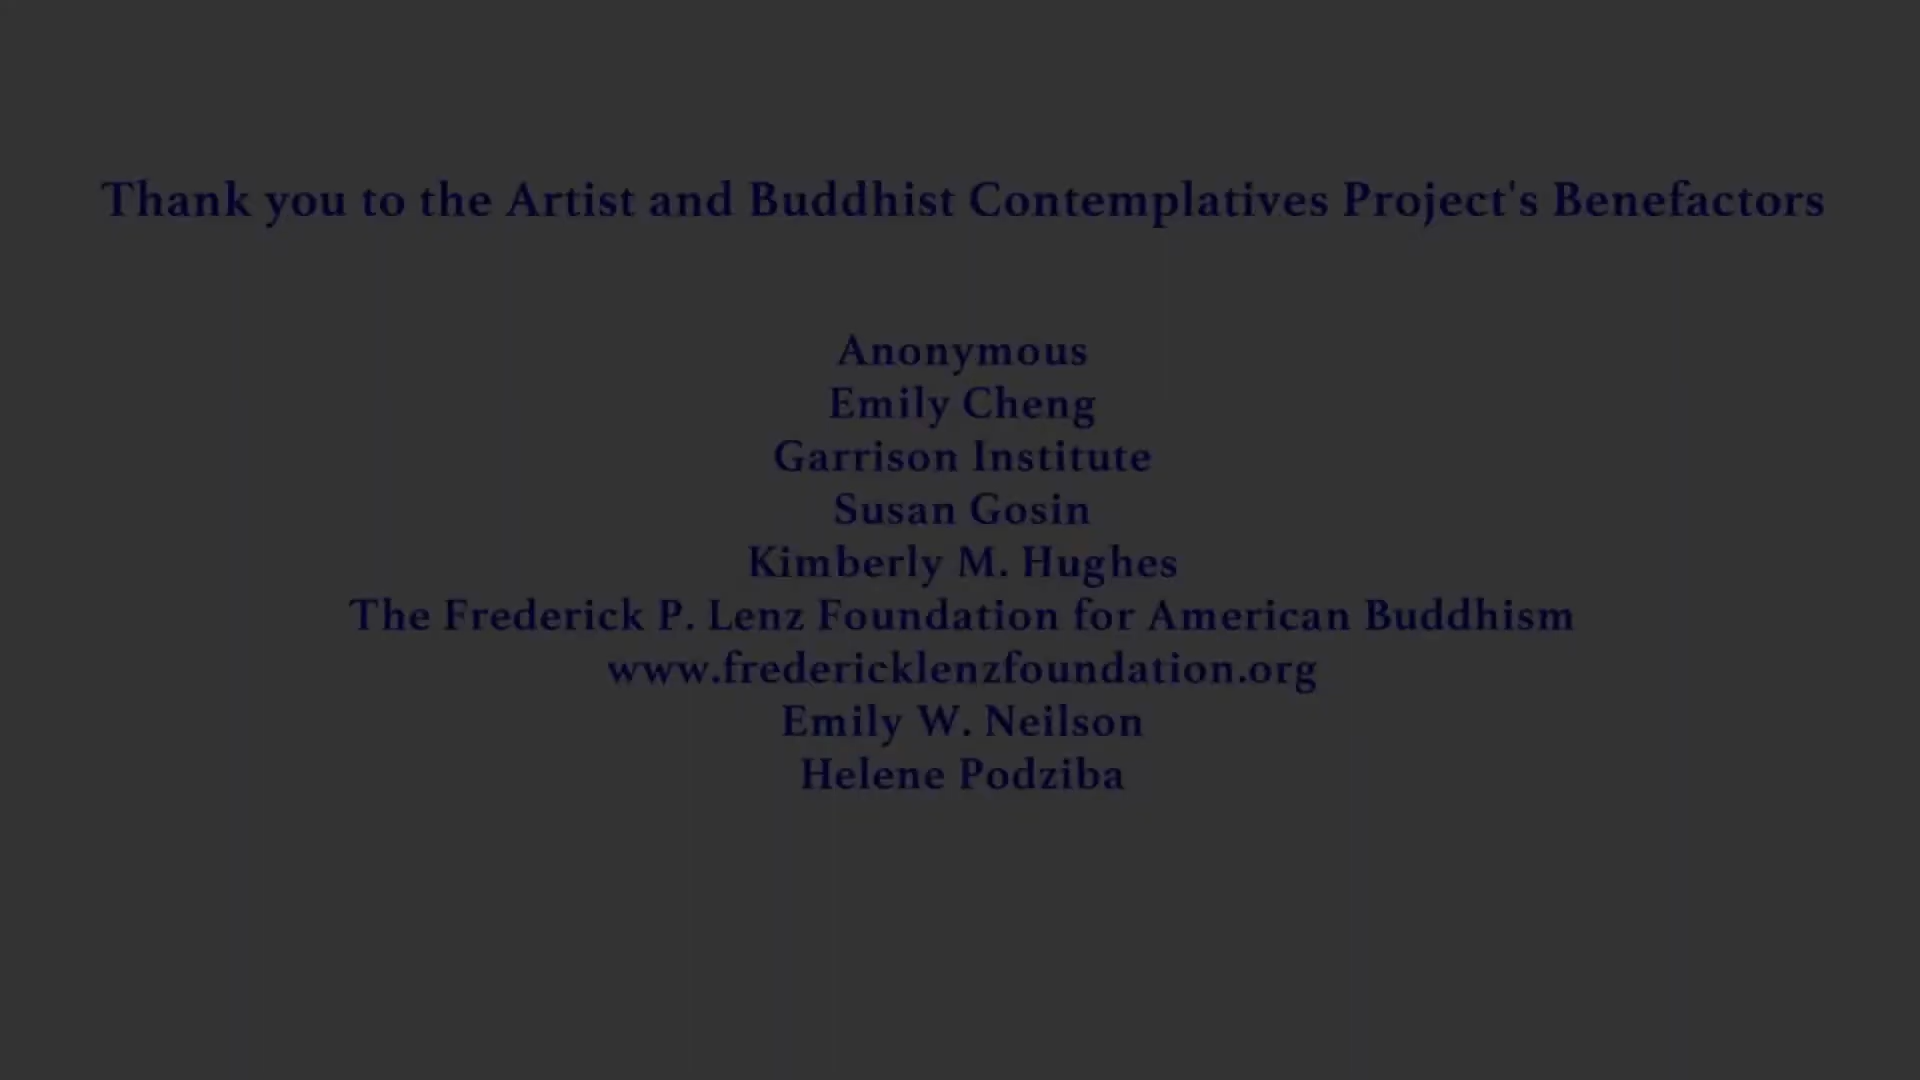 Thank you to the Artist and Buddhist Contemplatives Project's Benefactors
Anonymous
Emily Cheng
Garrison Institute
Susan Gosin
Kimberly M. Hughes
The Frederick P. Lenz Foundation for American Buddhism
www.fredericklenzfoundation.org
Emily W. Neilson
Helene Podziba